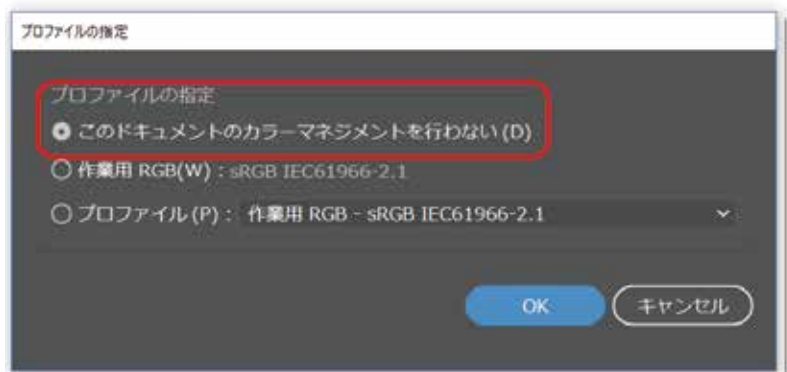 プロファイルの指定
プロファイルの指定
このドキュメントのカラーマネジメントを行わない(D)
作業用 RGB(W)：sRGB IEC61966-2.1
プロファイル(P)： 作業用 RGB - sRGB IEC61966-2.1
OK キャンセル